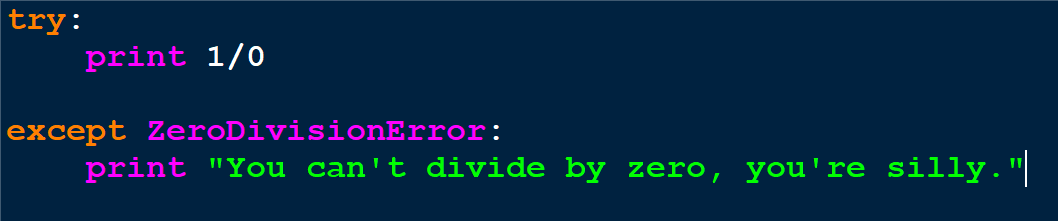 try:
    print 1/0
except ZeroDivisionError:
    print "You can't divide by zero, you're silly."